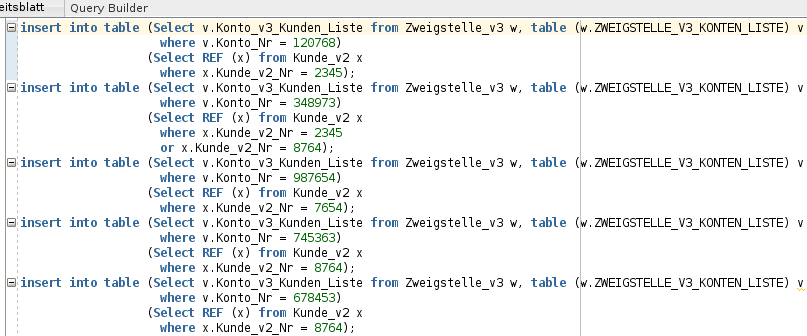 eitsblatt Query Builder
insert into table (Select v.Konto_v3_Kunden_Liste from Zweigstelle_v3 w, table (w.ZWEIGSTELLE_V3_KONTEN_LISTE) v
where v.Konto_Nr = 120768)
(Select REF (x) from Kunde_v2 x
where x.Kunde_v2_Nr = 2345);
insert into table (Select v.Konto_v3_Kunden_Liste from Zweigstelle_v3 w, table (w.ZWEIGSTELLE_V3_KONTEN_LISTE) v
where v.Konto_Nr = 348973)
(Select REF (x) from Kunde_v2 x
where x.Kunde_v2_Nr = 2345
or x.Kunde_v2_Nr = 8764);
insert into table (Select v.Konto_v3_Kunden_Liste from Zweigstelle_v3 w, table (w.ZWEIGSTELLE_V3_KONTEN_LISTE) v
where v.Konto_Nr = 987654)
(Select REF (x) from Kunde_v2 x
where x.Kunde_v2_Nr = 7654);
insert into table (Select v.Konto_v3_Kunden_Liste from Zweigstelle_v3 w, table (w.ZWEIGSTELLE_V3_KONTEN_LISTE) v
where v.Konto_Nr = 745363)
(Select REF (x) from Kunde_v2 x
where x.Kunde_v2_Nr = 8764);
insert into table (Select v.Konto_v3_Kunden_Liste from Zweigstelle_v3 w, table (w.ZWEIGSTELLE_V3_KONTEN_LISTE) v
where v.Konto_Nr = 678453)
(Select REF (x) from Kunde_v2 x
where x.Kunde_v2_Nr = 8764);